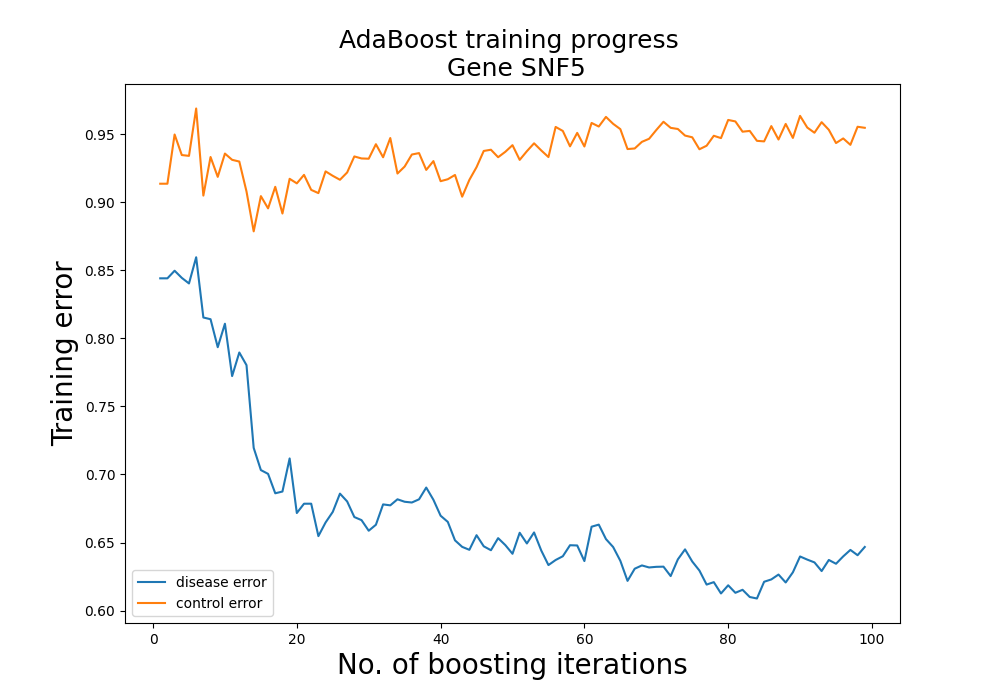 AdaBoost training progress
Gene SNF5
Training error
0.95
0.90
0.85
0.80
0.75
0.70
0.65
0.60
disease error
control error
0
20
40
60
80
100
No. of boosting iterations